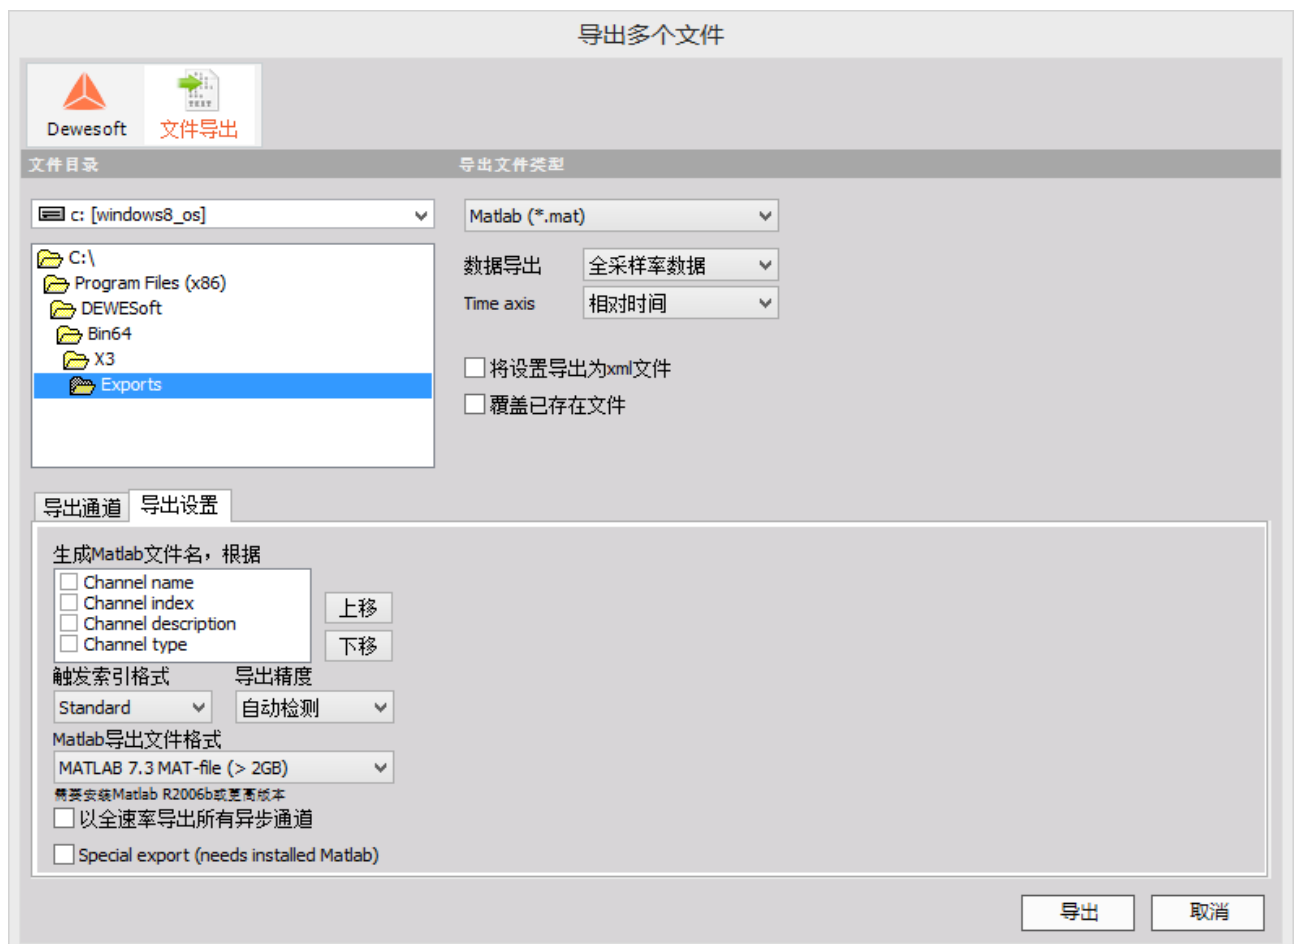 导出多个文件
Dewesoft
文件导出
文件目录
导出文件类型
c: [windows8_os]
Matlab (*.mat)
C:\
Program Files (x86)
DEWESoft
Bin64
X3
Exports
数据导出 全采样率数据
Time axis 相对时间
将设置导出为xml文件
覆盖已存在文件
导出通道 导出设置
生成Matlab文件名，根据
Channel name
Channel index
Channel description
Channel type
上移
下移
触发索引格式 导出精度
Standard 自动检测
Matlab导出文件格式
MATLAB 7.3 MAT-file (> 2GB)
需要安装Matlab R2006b或更高版本
以全速率导出所有异步通道
Special export (needs installed Matlab)
导出 取消